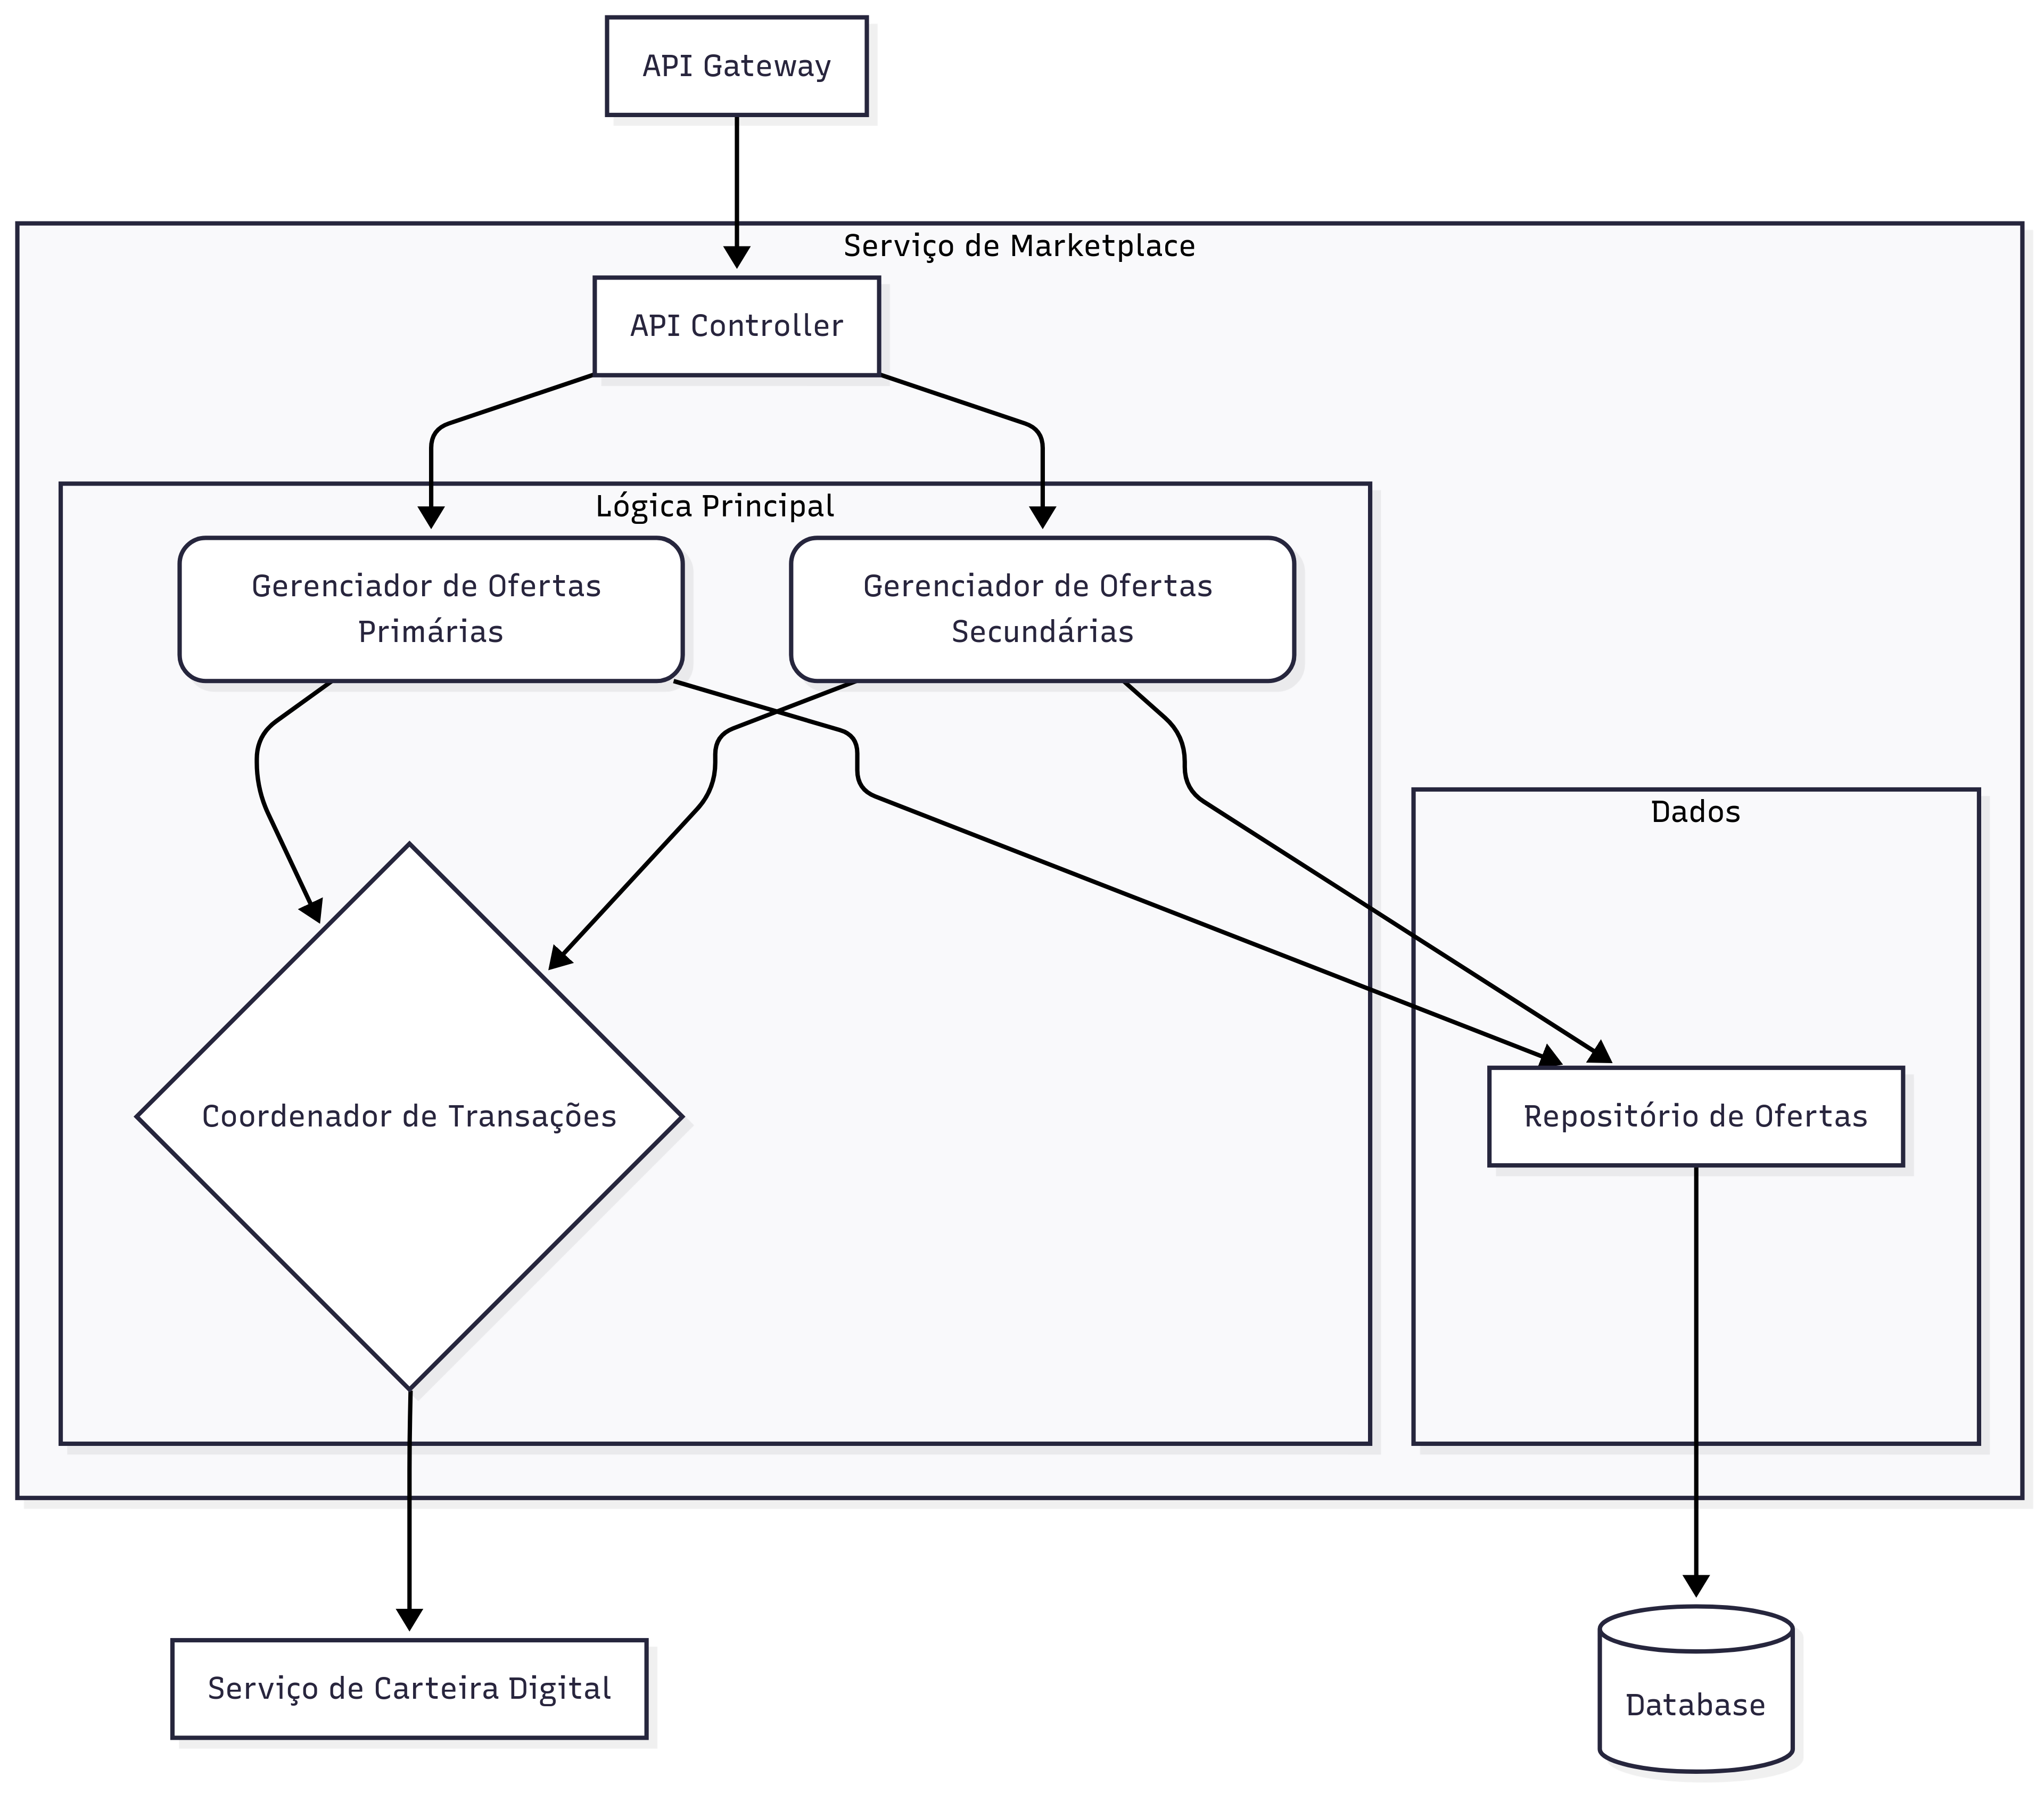 API Gateway
Serviço de Marketplace
API Controller
Lógica Principal
Gerenciador de Ofertas
Primárias
Gerenciador de Ofertas
Secundárias
Dados
Coordenador de Transações
Repositório de Ofertas
Serviço de Carteira Digital
Database